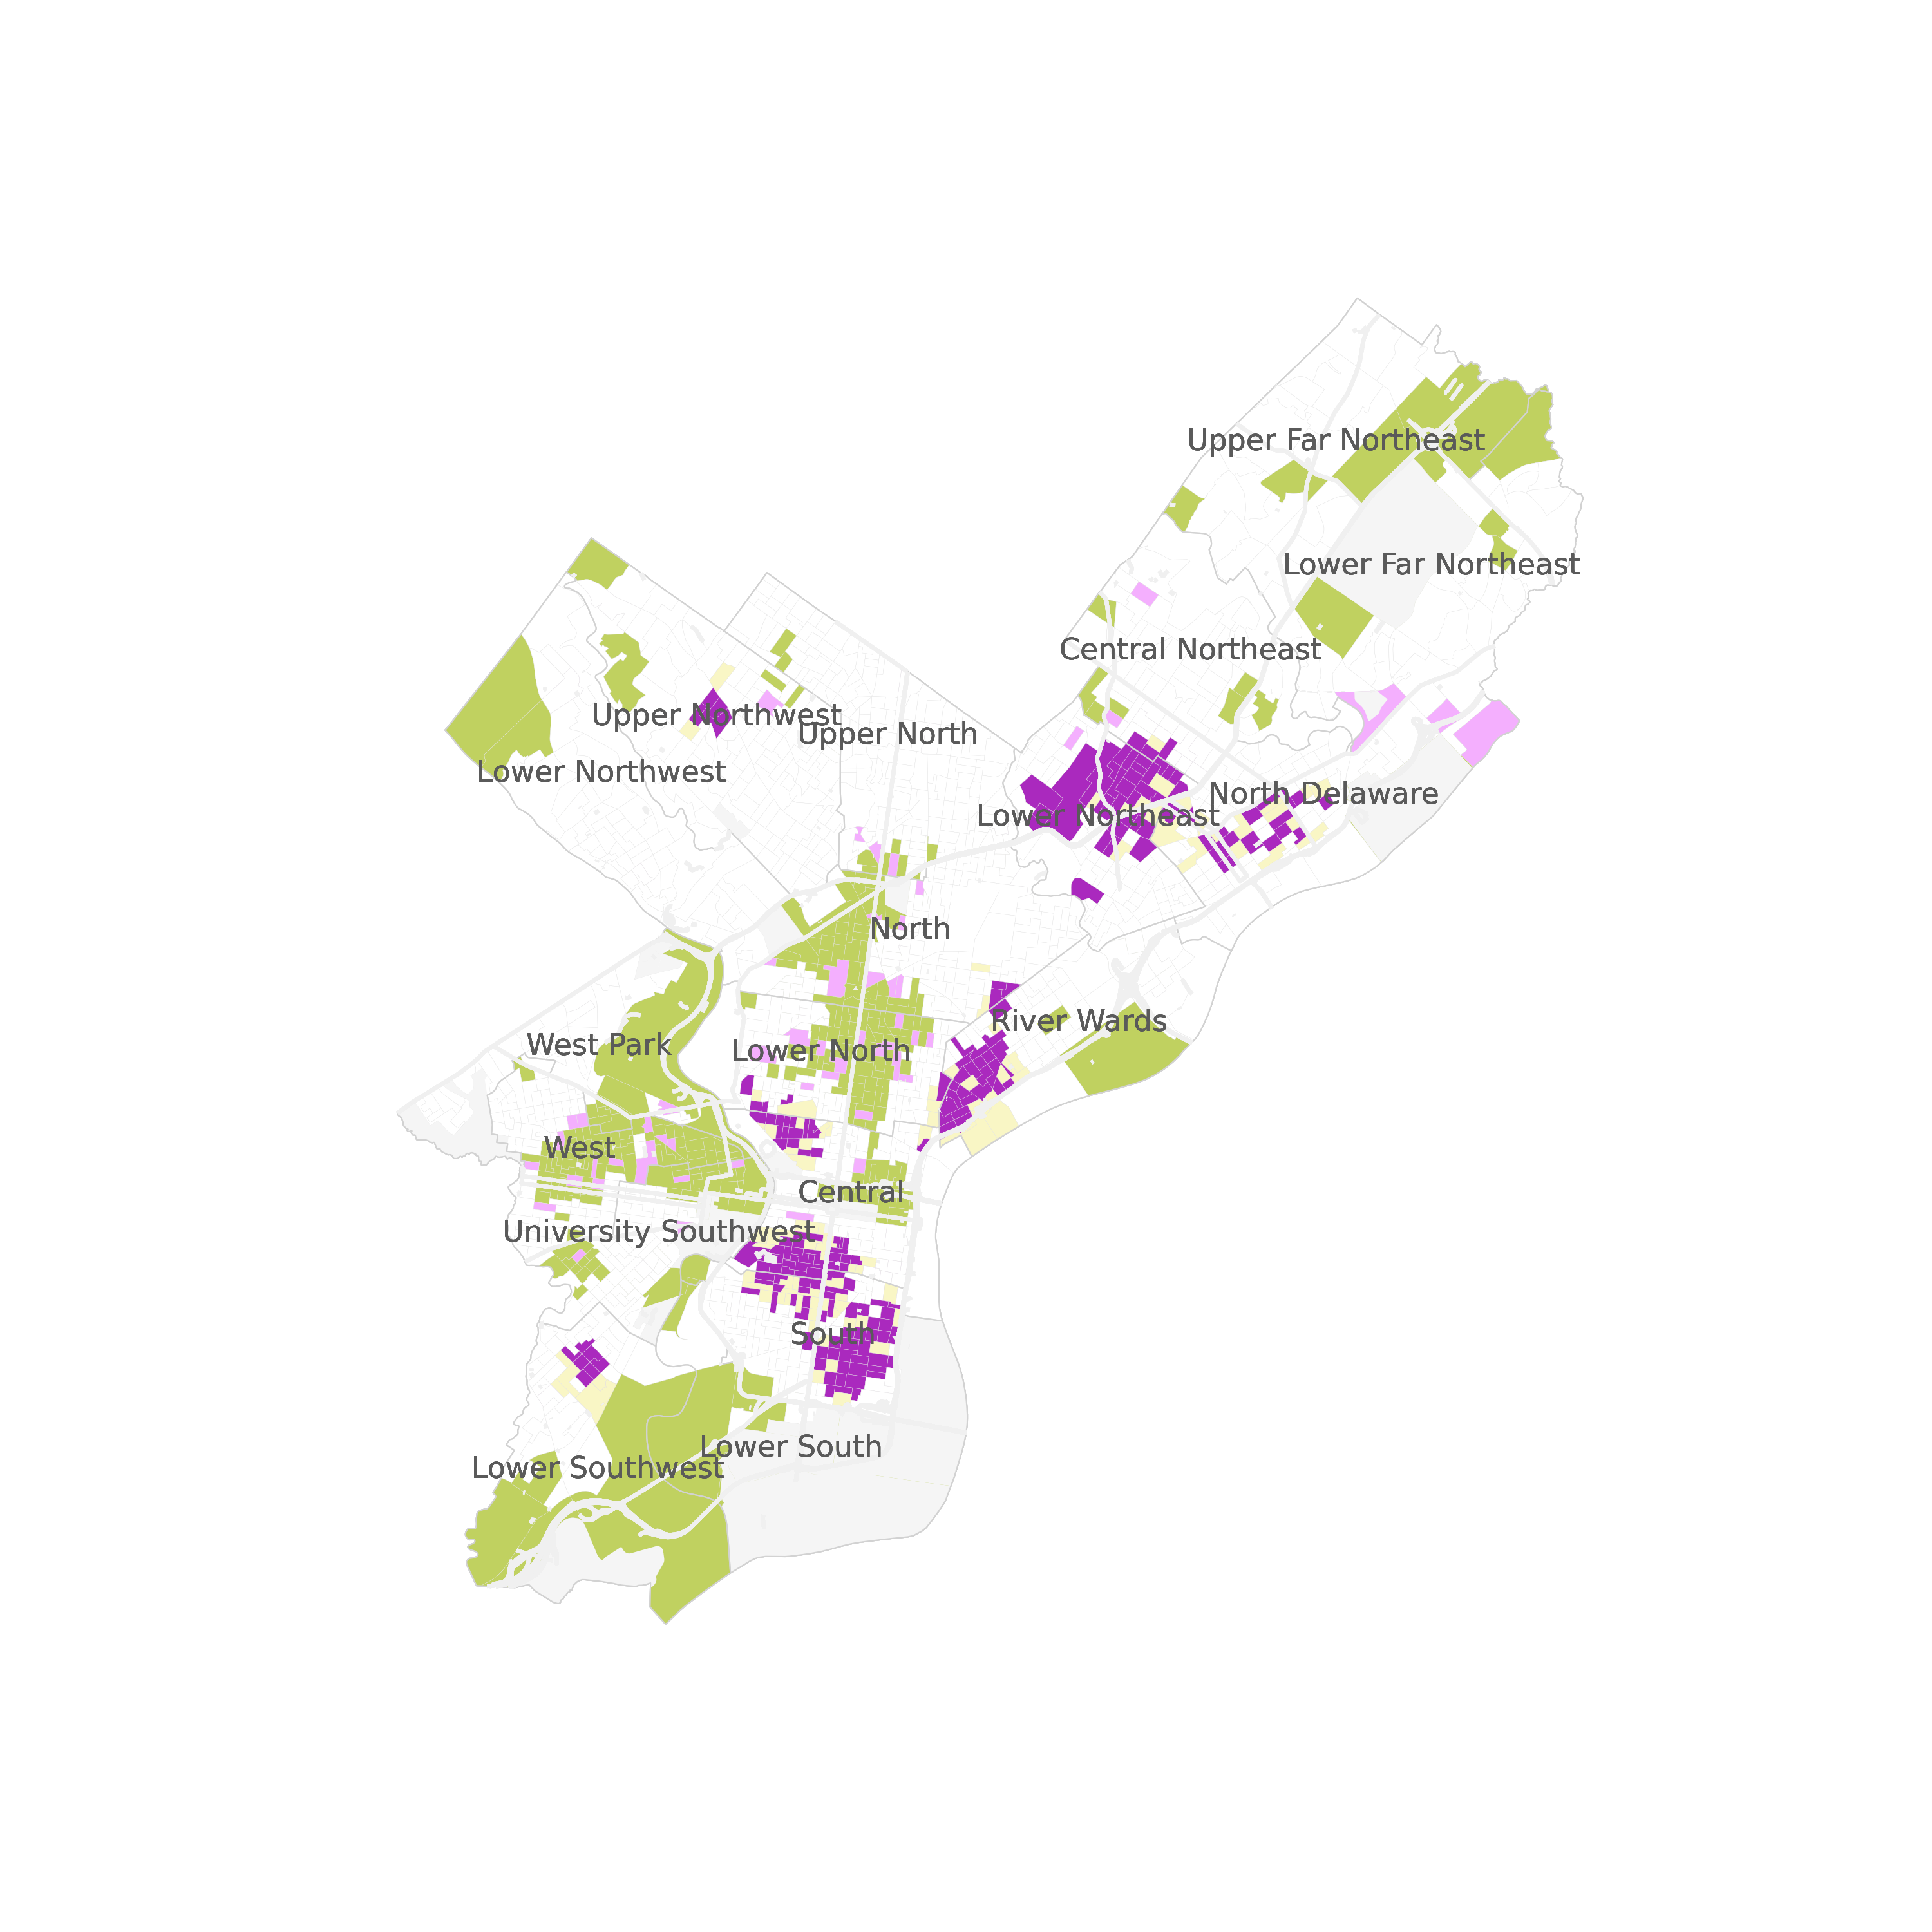 Upper Far Northeast
Lower Far Northeast
Central Northeast
Upper Northwest
Upper North
Lower Northwest
North Delaware
Lower Northeast
North
River Wards
West Park
Lower North
West
Central
University Southwest
South
Lower South
Lower Southwest